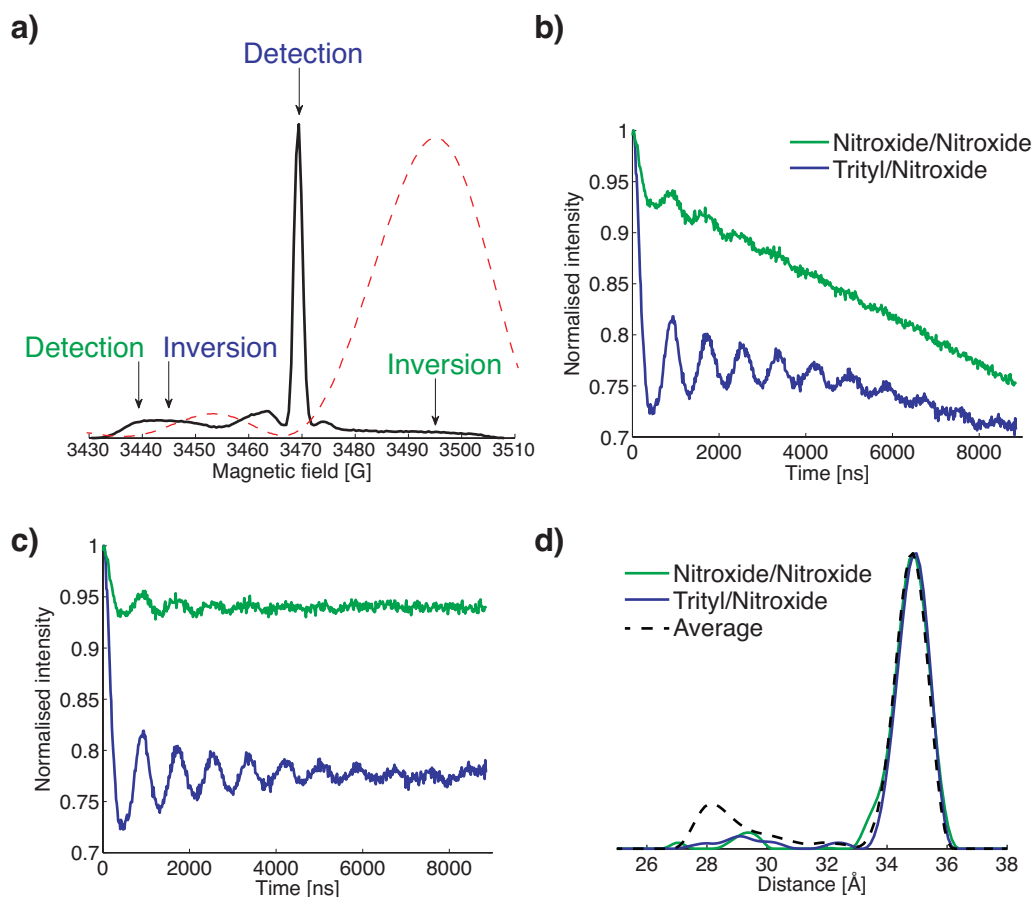 a)
Detection
Detection
Inversion
Inversion
3430 3440 3450 3460 3470 3480 3490 3500 3510
Magnetic field [G]
b)
Nitroxide/Nitroxide
Trityl/Nitroxide
1
0.95
0.9
0.85
0.8
0.75
0.7
Normalised intensity
0 2000 4000 6000 8000
Time [ns]
c)
1
0.95
0.9
0.85
0.8
0.75
0.7
Normalised intensity
0 2000 4000 6000 8000
Time [ns]
d)
Nitroxide/Nitroxide
Trityl/Nitroxide
Average
26 28 30 32 34 36 38
Distance [Å]